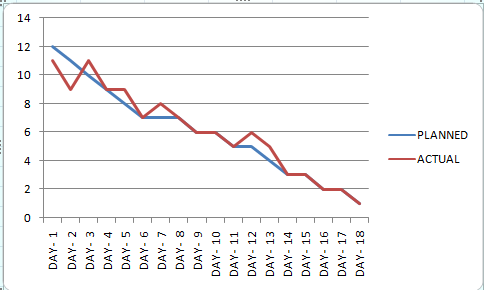 14
12
10
8
6
4
2
0
DAY- 1
DAY- 2
DAY- 3
DAY- 4
DAY- 5
DAY- 6
DAY- 7
DAY- 8
DAY- 9
DAY- 10
DAY- 11
DAY- 12
DAY- 13
DAY- 14
DAY- 15
DAY- 16
DAY- 17
DAY- 18
PLANNED
ACTUAL